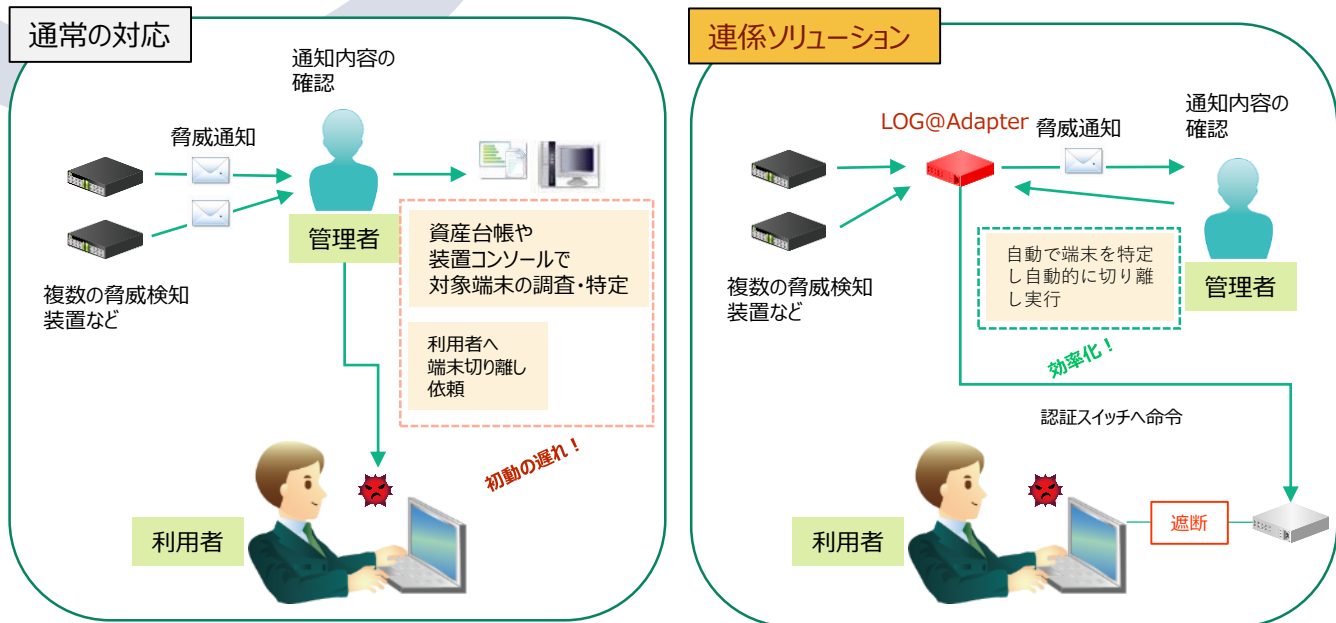 通常の対応
通知内容の
確認
脅威通知
管理者
複数の脅威検知
装置など
資産台帳や
装置コンソールで
対象端末の調査・特定
利用者へ
端末切り離し
依頼
初動の遅れ！
利用者
連係ソリューション
LOG@Adapter
脅威通知
通知内容の
確認
複数の脅威検知
装置など
自動で端末を特定
し自動的に切り離
し実行
管理者
効率化！
認証スイッチへ命令
利用者
遮断